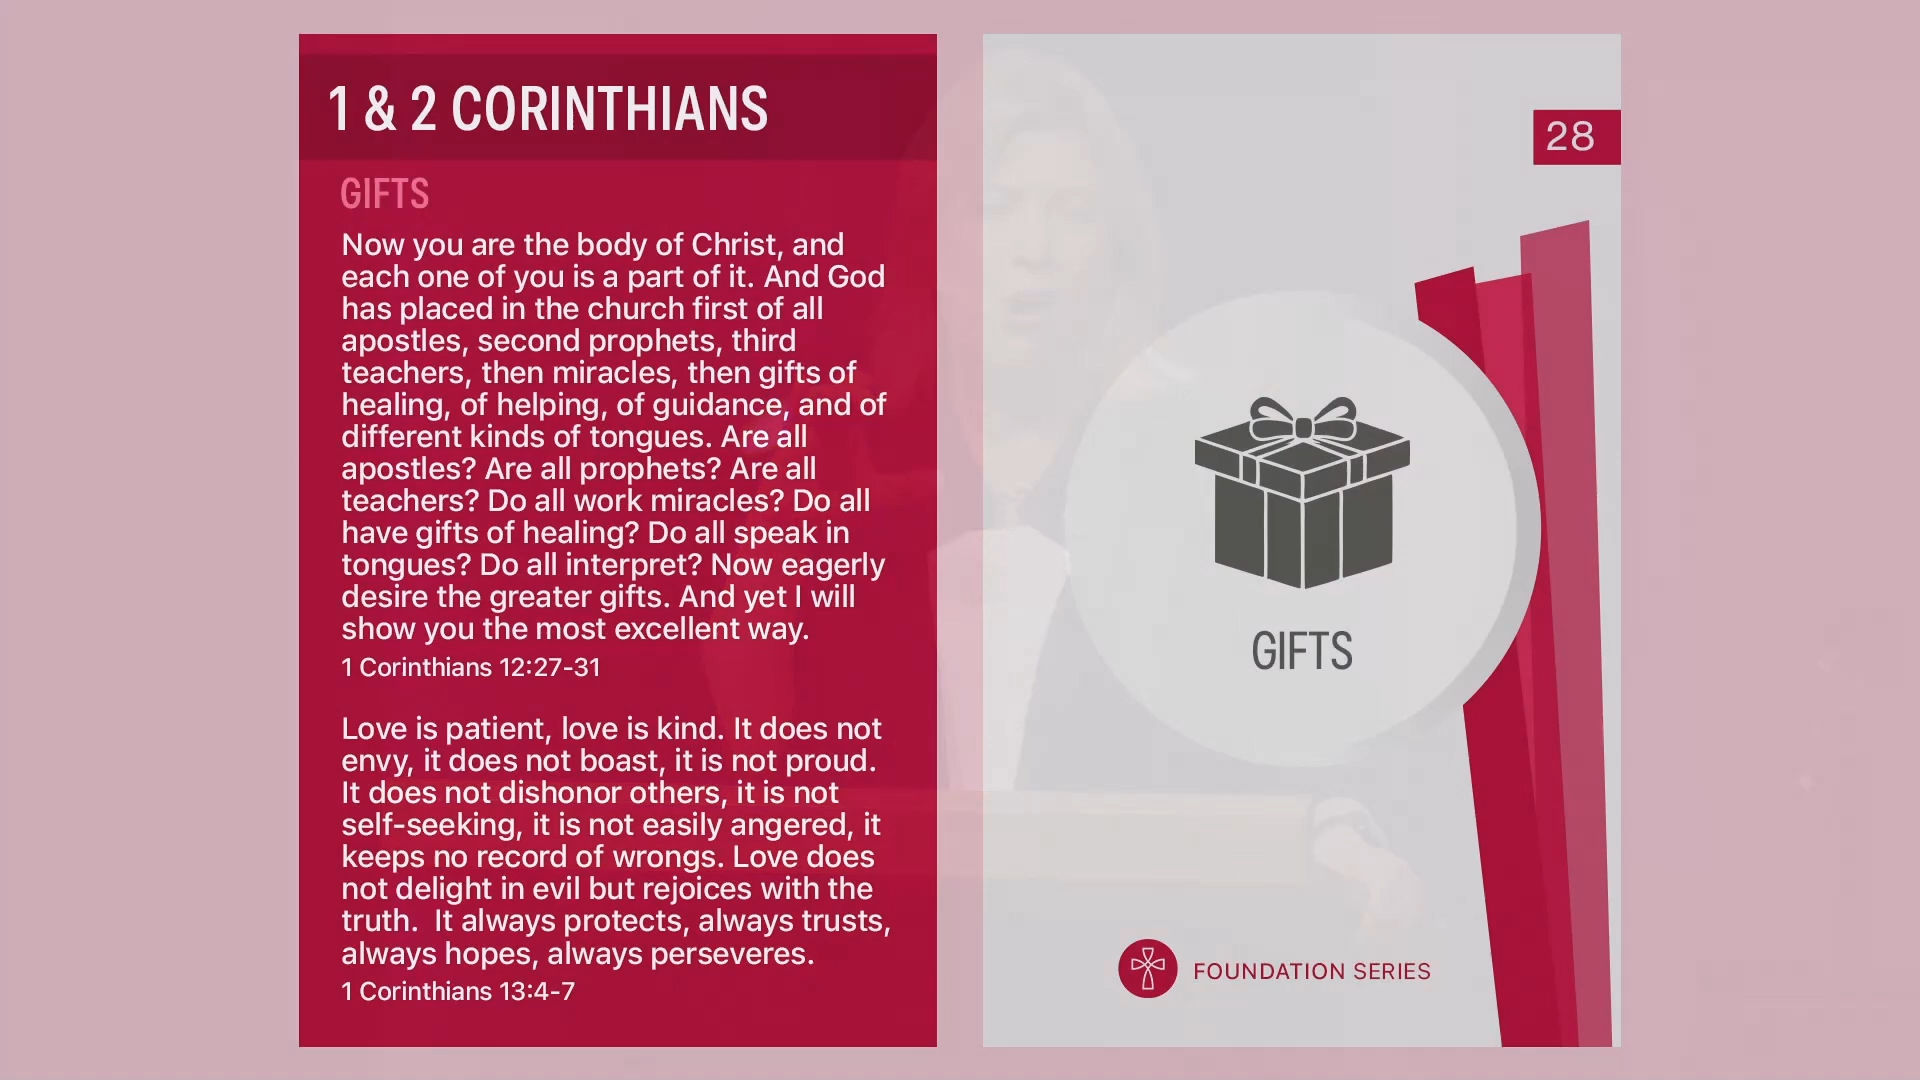 1 & 2 CORINTHIANS
GIFTS
Now you are the body of Christ, and
each one of you is a part of it. And God
has placed in the church first of all
apostles, second prophets, third
teachers, then miracles, then gifts of
healing, of helping, of guidance, and of
different kinds of tongues. Are all
apostles? Are all prophets? Are all
teachers? Do all work miracles? Do all
have gifts of healing? Do all speak in
tongues? Do all interpret? Now eagerly
desire the greater gifts. And yet I will
show you the most excellent way.
1 Corinthians 12:27-31
Love is patient, love is kind. It does not
envy, it does not boast, it is not proud.
It does not dishonor others, it is not
self-seeking, it is not easily angered, it
keeps no record of wrongs. Love does
not delight in evil but rejoices with the
truth.  It always protects, always trusts,
always hopes, always perseveres.
1 Corinthians 13:4-7
28
GIFTS
FOUNDATION SERIES